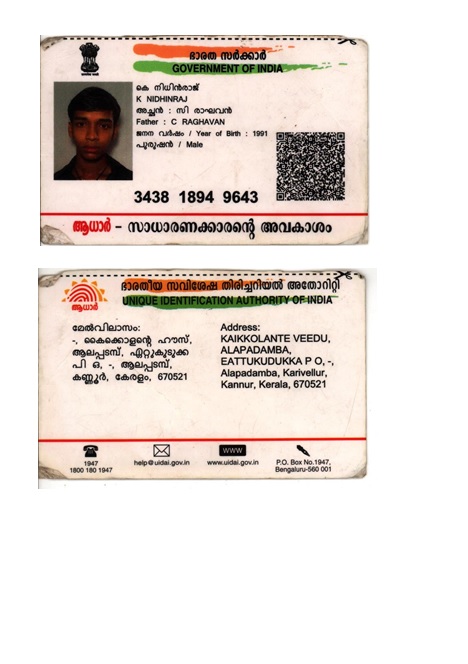 ഭാരത സർക്കാർ
GOVERNMENT OF INDIA
കെ നിധിൻരാജ്
K NIDHINRAJ
അച്ഛൻ : സി രാഘവൻ
Father : C RAGHAVAN
ജനന വർഷം / Year of Birth : 1991
പുരുഷൻ / Male
3438 1894 9643
ആധാർ – സാധാരണക്കാരന്റെ അവകാശം
ഭാരതീയ സവിശേഷ തിരിച്ചറിയൽ അതോറിറ്റി
UNIQUE IDENTIFICATION AUTHORITY OF INDIA
ആധാർ
മേൽവിലാസം:
-, കൈക്കൊളന്റെ ഹൗസ്,
ആലപ്പടമ്പ്, ഏറ്റുകുടുക്ക
പി ഒ, -, ആലപ്പടമ്പ്,
കണ്ണൂർ, കേരളം, 670521
Address:
KAIKKOLANTE VEEDU,
ALAPADAMBA,
EATTUKUDUKKA P O, -,
Alapadamba, Karivellur,
Kannur, Kerala, 670521
1947
1800 180 1947
help@uidai.gov.in
WWW
www.uidai.gov.in
P.O. Box No.1947,
Bengaluru-560 001